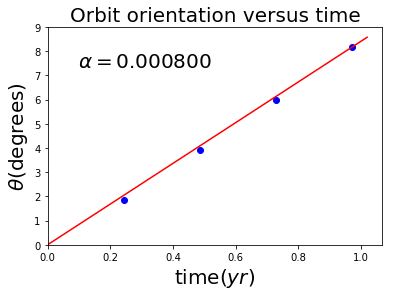 Orbit orientation versus time
α = 0.000800
θ(degrees)
9
8
7
6
5
4
3
2
1
0
0.0 0.2 0.4 0.6 0.8 1.0
time(yr)